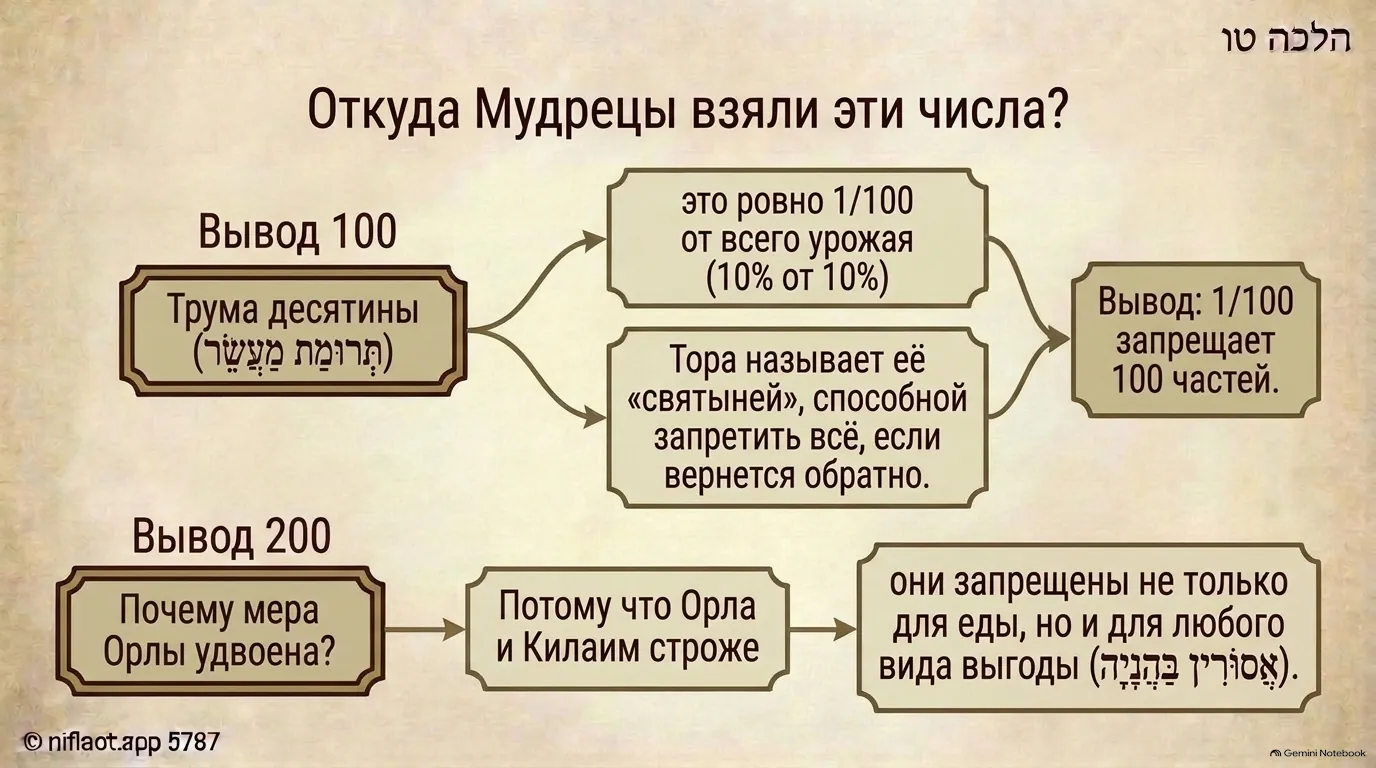 הלכה טו
Откуда Мудрецы взяли эти числа?
Вывод 100
Трума десятины
(תְּרוּמַת מַעֲשֵׂר)
это ровно 1/100
от всего урожая
(10% от 10%)
Тора называет её
«святыней», способной
запретить всё, если
вернется обратно.
Вывод: 1/100
запрещает
100 частей.
Вывод 200
Почему мера
Орлы удвоена?
Потому что Орла
и Килаим строже
они запрещены не только
для еды, но и для любого
вида выгоды (אֲסוּרִין בַּהֲנָיָה).
© niflaot.app 5787
Gemini Notebook